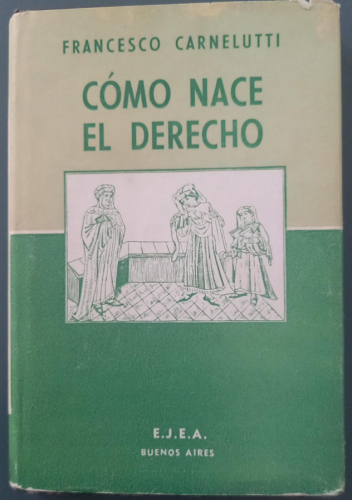 FRANCESCO CARNELUTTI
CÓMO NACE
EL DERECHO
E.J.E.A.
BUENOS AIRES